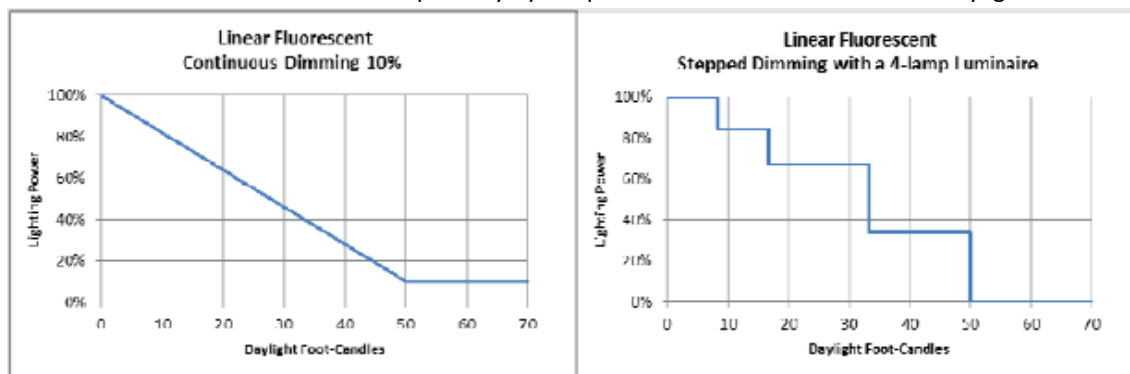 Linear Fluorescent
Continuous Dimming 10%
Lighting Power
100%
80%
60%
40%
20%
0%
0 10 20 30 40 50 60 70
Daylight Foot-Candles
Linear Fluorescent
Stepped Dimming with a 4-lamp Luminaire
Lighting Power
100%
80%
60%
40%
20%
0%
0 10 20 30 40 50 60 70
Daylight Foot-Candles